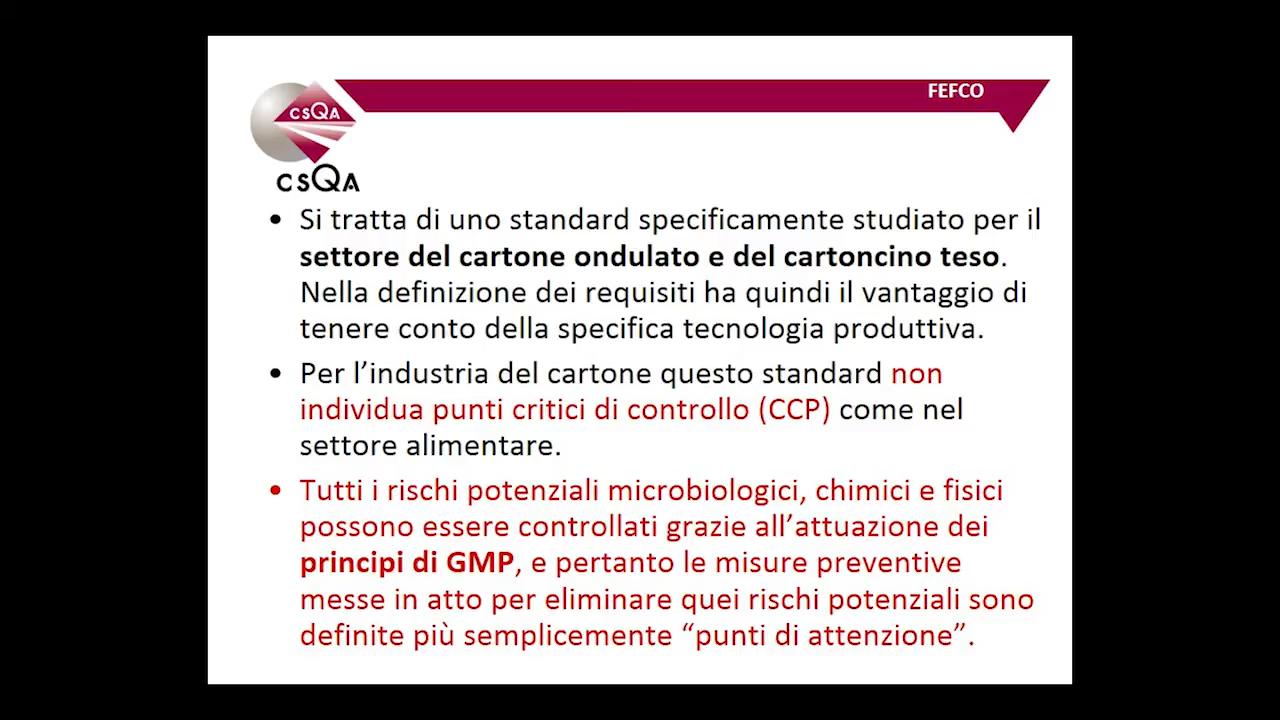 FEFCO
CSQA
CSQA
• Si tratta di uno standard specificamente studiato per il
settore del cartone ondulato e del cartoncino teso.
Nella definizione dei requisiti ha quindi il vantaggio di
tenere conto della specifica tecnologia produttiva.
• Per l’industria del cartone questo standard non
individua punti critici di controllo (CCP) come nel
settore alimentare.
• Tutti i rischi potenziali microbiologici, chimici e fisici
possono essere controllati grazie all’attuazione dei
principi di GMP, e pertanto le misure preventive
messe in atto per eliminare quei rischi potenziali sono
definite più semplicemente “punti di attenzione”.